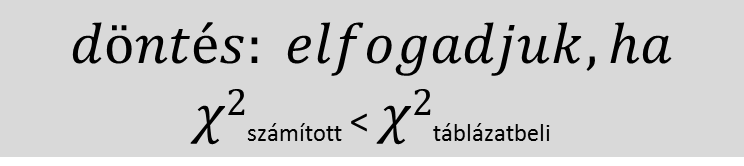 döntés: elfogadjuk, ha
χ²számított < χ²táblázatbeli